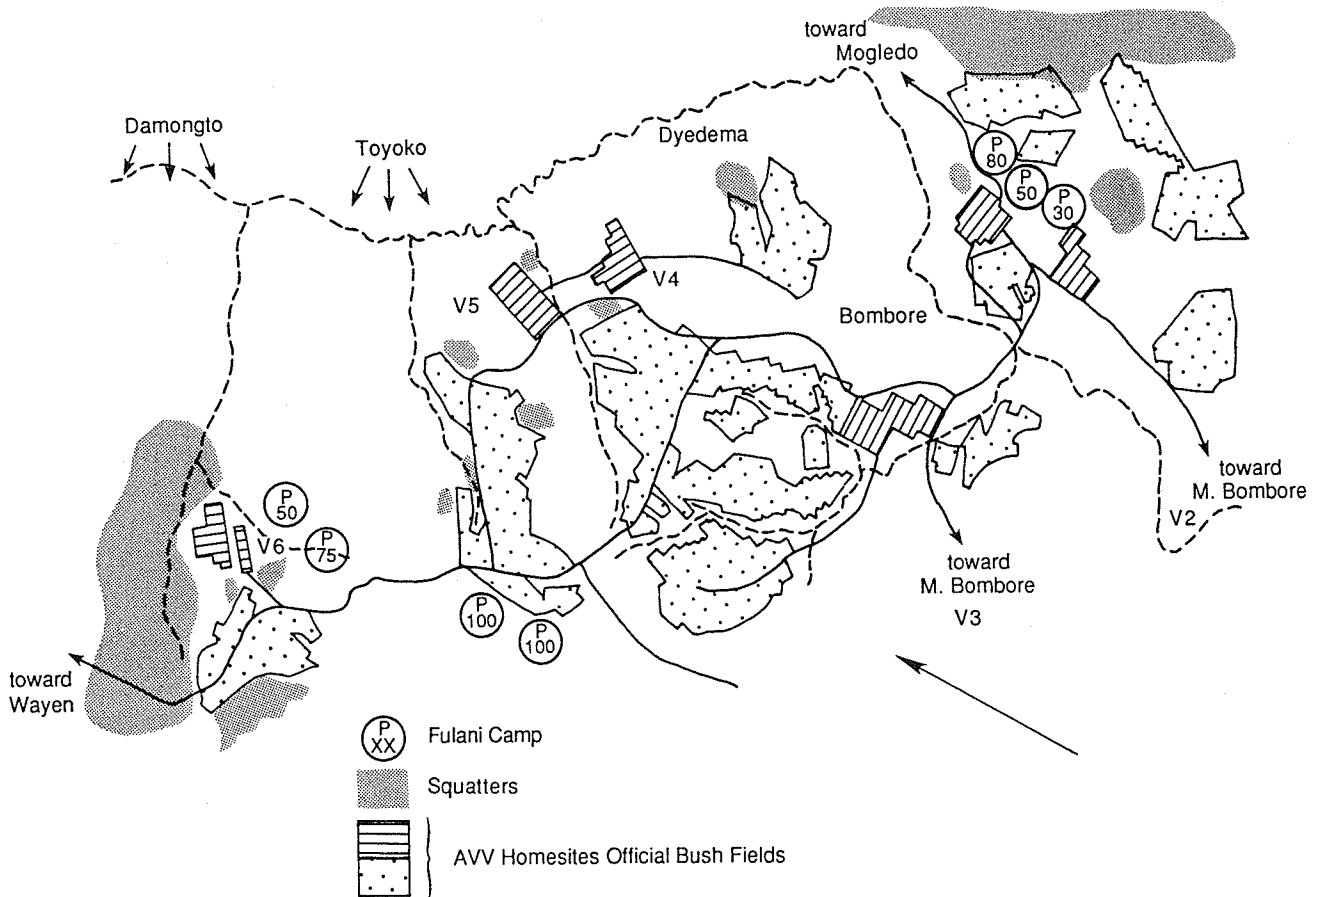 toward
Mogledo
Damongto
Toyoko
Dyedema
P
80
P
50
P
30
V4
V5
Bombore
toward
M. Bombore
V2
P
50
V6
P
75
toward
M. Bombore
V3
P
100
P
100
toward
Wayen
P
XX
Fulani Camp
Squatters
AVV Homesites Official Bush Fields